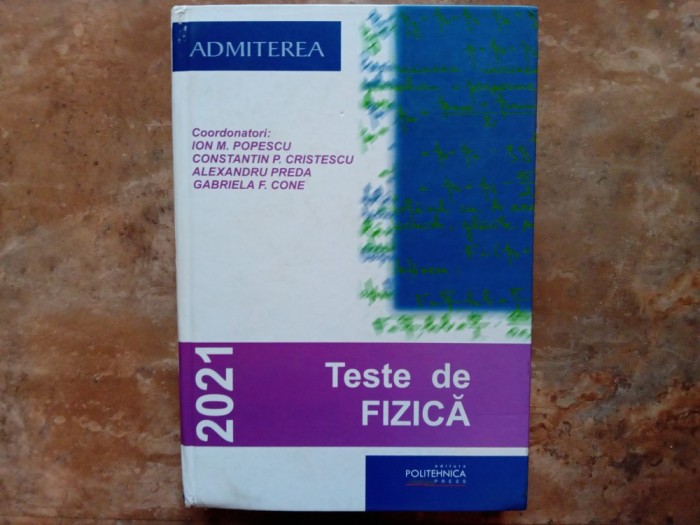 ADMITEREA
Coordonatori:
ION M. POPESCU
CONSTANTIN P. CRISTESCU
ALEXANDRU PREDA
GABRIELA F. CONE
2021
Teste de
FIZICĂ
editura
POLITEHNICA
PRESS